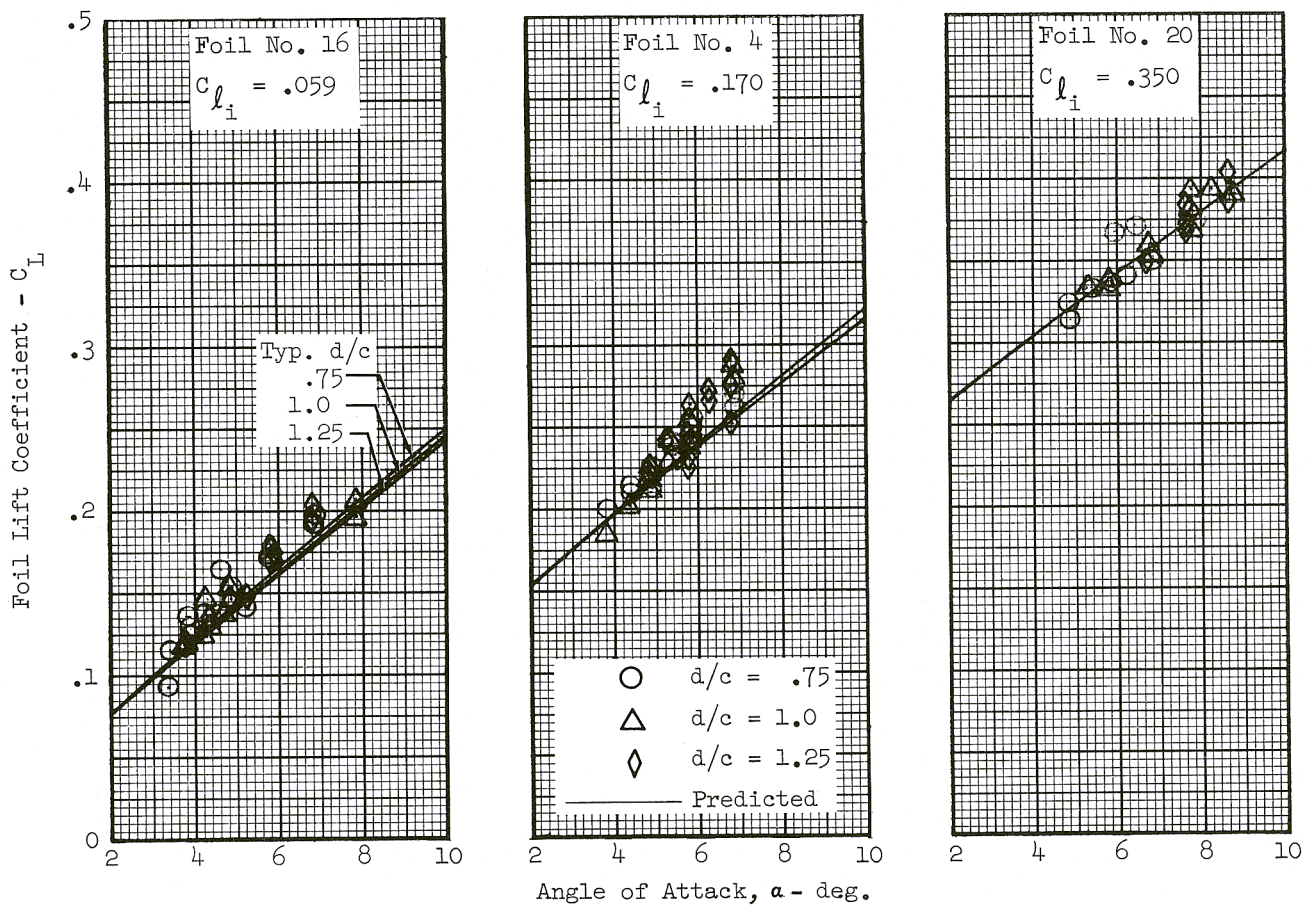 Foil No. 16
C_l_i = .059
Foil No. 4
C_l_i = .170
Foil No. 20
C_l_i = .350
.5
.4
.3
.2
.1
0
Foil Lift Coefficient - C_L
Typ. d/c
.75
1.0
1.25
d/c = .75
d/c = 1.0
d/c = 1.25
Predicted
2 4 6 8 10
2 4 6 8 10
2 4 6 8 10
Angle of Attack, α - deg.